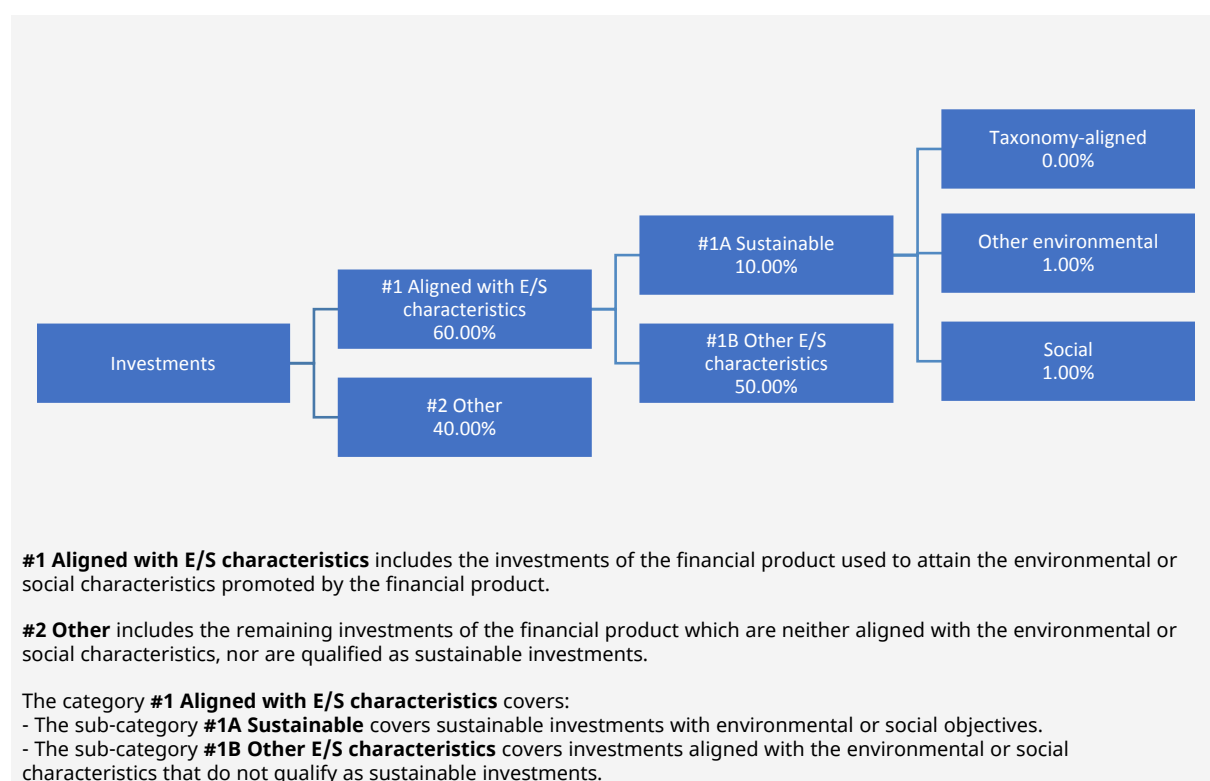 Investments
#1 Aligned with E/S
characteristics
60.00%
#2 Other
40.00%
#1A Sustainable
10.00%
#1B Other E/S
characteristics
50.00%
Taxonomy-aligned
0.00%
Other environmental
1.00%
Social
1.00%
#1 Aligned with E/S characteristics includes the investments of the financial product used to attain the environmental or
social characteristics promoted by the financial product.
#2 Other includes the remaining investments of the financial product which are neither aligned with the environmental or
social characteristics, nor are qualified as sustainable investments.
The category #1 Aligned with E/S characteristics covers:
- The sub-category #1A Sustainable covers sustainable investments with environmental or social objectives.
- The sub-category #1B Other E/S characteristics covers investments aligned with the environmental or social
characteristics that do not qualify as sustainable investments.